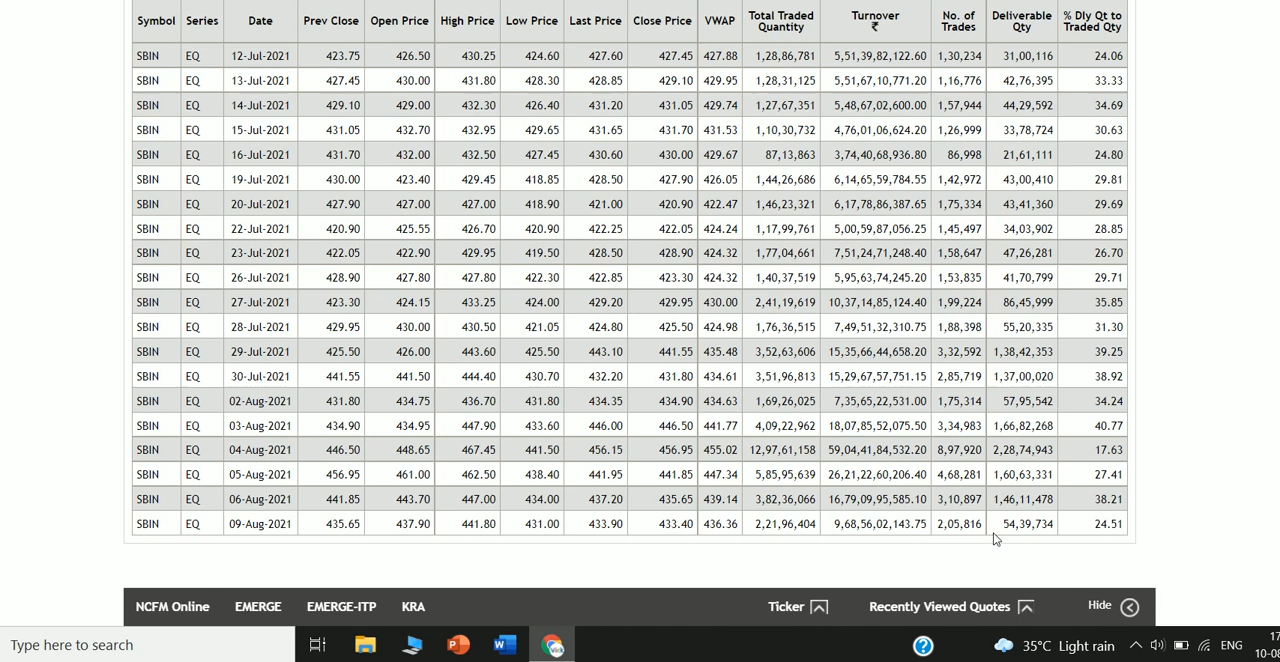 Symbol Series Date Prev Close Open Price High Price Low Price Last Price Close Price VWAP Total Traded Quantity Turnover ₹ No. of Trades Deliverable Qty % Dly Qt to Traded Qty
SBIN EQ 12-Jul-2021 423.75 426.50 430.25 424.60 427.60 427.45 427.88 1,28,86,781 5,51,39,82,122.60 1,30,234 31,00,116 24.06
SBIN EQ 13-Jul-2021 427.45 430.00 431.80 428.30 428.85 429.10 429.95 1,28,31,125 5,51,67,10,771.20 1,16,776 42,76,395 33.33
SBIN EQ 14-Jul-2021 429.10 429.00 432.30 426.40 431.20 431.05 429.74 1,27,67,351 5,48,67,02,600.00 1,57,944 44,29,592 34.69
SBIN EQ 15-Jul-2021 431.05 432.70 432.95 429.65 431.65 431.70 431.53 1,10,30,732 4,76,01,06,624.20 1,26,999 33,78,724 30.63
SBIN EQ 16-Jul-2021 431.70 432.00 432.50 427.45 430.60 430.00 429.67 87,13,863 3,74,40,68,936.80 86,998 21,61,111 24.80
SBIN EQ 19-Jul-2021 430.00 423.40 429.45 418.85 428.50 427.90 426.05 1,44,26,686 6,14,65,59,784.55 1,42,972 43,00,410 29.81
SBIN EQ 20-Jul-2021 427.90 427.00 427.00 418.90 421.00 420.90 422.47 1,46,23,321 6,17,78,86,387.65 1,75,334 43,41,360 29.69
SBIN EQ 22-Jul-2021 420.90 425.55 426.70 420.90 422.25 422.05 424.24 1,17,99,761 5,00,59,87,056.25 1,45,497 34,03,902 28.85
SBIN EQ 23-Jul-2021 422.05 422.90 429.95 419.50 428.50 428.90 424.32 1,77,04,661 7,51,24,71,248.40 1,58,647 47,26,281 26.70
SBIN EQ 26-Jul-2021 428.90 427.80 427.80 422.30 422.85 423.30 424.32 1,40,37,519 5,95,63,74,245.20 1,53,835 41,70,799 29.71
SBIN EQ 27-Jul-2021 423.30 424.15 433.25 424.00 429.20 429.95 430.00 2,41,19,619 10,37,14,85,124.40 1,99,224 86,45,999 35.85
SBIN EQ 28-Jul-2021 429.95 430.00 430.50 421.05 424.80 425.50 424.98 1,76,36,515 7,49,51,32,310.75 1,88,398 55,20,335 31.30
SBIN EQ 29-Jul-2021 425.50 426.00 443.60 425.50 443.10 441.55 435.48 3,52,63,606 15,35,66,44,658.20 3,32,592 1,38,42,353 39.25
SBIN EQ 30-Jul-2021 441.55 441.50 444.40 430.70 432.20 431.80 434.61 3,51,96,813 15,29,67,57,751.15 2,85,719 1,37,00,020 38.92
SBIN EQ 02-Aug-2021 431.80 434.75 436.70 431.80 434.35 434.90 434.63 1,69,26,025 7,35,65,22,531.00 1,75,314 57,95,542 34.24
SBIN EQ 03-Aug-2021 434.90 434.95 447.90 433.60 446.00 446.50 441.77 4,09,22,962 18,07,85,52,075.50 3,34,983 1,66,82,268 40.77
SBIN EQ 04-Aug-2021 446.50 448.65 467.45 441.50 456.15 456.95 455.02 12,97,61,158 59,04,41,84,532.20 8,97,920 2,28,74,943 17.63
SBIN EQ 05-Aug-2021 456.95 461.00 462.50 438.40 441.95 441.85 447.34 5,85,95,639 26,21,22,60,206.40 4,68,281 1,60,63,331 27.41
SBIN EQ 06-Aug-2021 441.85 443.70 447.00 434.00 437.20 435.65 439.14 3,82,36,066 16,79,09,95,585.10 3,10,897 1,46,11,478 38.21
SBIN EQ 09-Aug-2021 435.65 437.90 441.80 431.00 433.90 433.40 436.36 2,21,96,404 9,68,56,02,143.75 2,05,816 54,39,734 24.51
NCFM Online EMERGE EMERGE-ITP KRA Ticker Recently Viewed Quotes Hide
Type here to search 35°C Light rain ENG 17
10-08